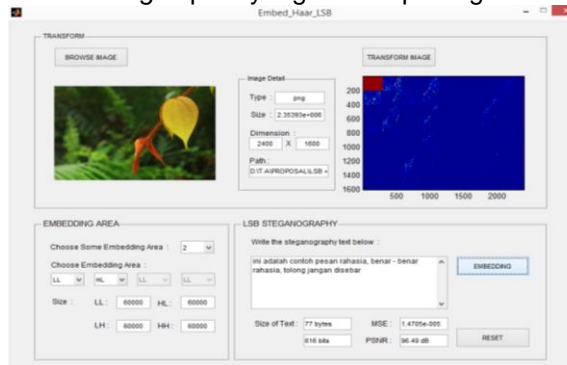 Embed_Haar_LSB
TRANSFORM
BROWSE IMAGE
TRANSFORM IMAGE
Image Detail
Type : png
Size : 2.35393e+006
Dimension :
2400 X 1600
Path :
D:\T.A\PROPOSAL\LSB +
200
400
600
800
1000
1200
1400
1600
500 1000 1500 2000
EMBEDDING AREA
Choose Some Embedding Area : 2
Choose Embedding Area :
LL HL LL LL
Size : LL : 60000 HL : 60000
LH : 60000 HH : 60000
LSB STEGANOGRAPHY
Write the steganography text below :
ini adalah contoh pesan rahasia, benar - benar
rahasia, tolong jangan disebar
EMBEDDING
Size of Text : 77 bytes MSE : 1.4705e-005
616 bits PSNR : 96.49 dB
RESET